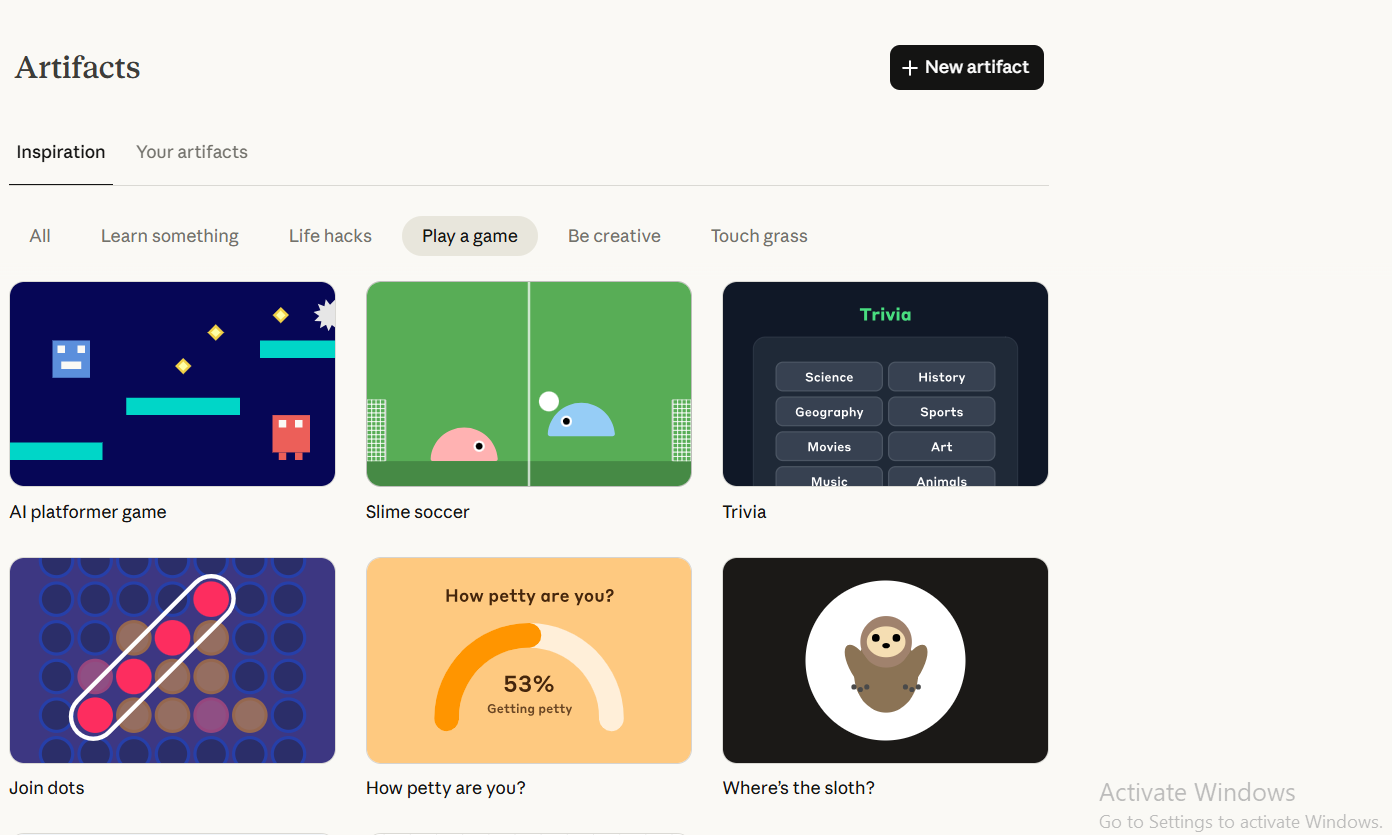 Artifacts
+ New artifact
Inspiration
Your artifacts
All
Learn something
Life hacks
Play a game
Be creative
Touch grass
Trivia
Science
History
Geography
Sports
Movies
Art
Music
Animals
AI platformer game
Slime soccer
Trivia
How petty are you?
53%
Getting petty
Join dots
How petty are you?
Where's the sloth?
Activate Windows
Go to Settings to activate Windows.